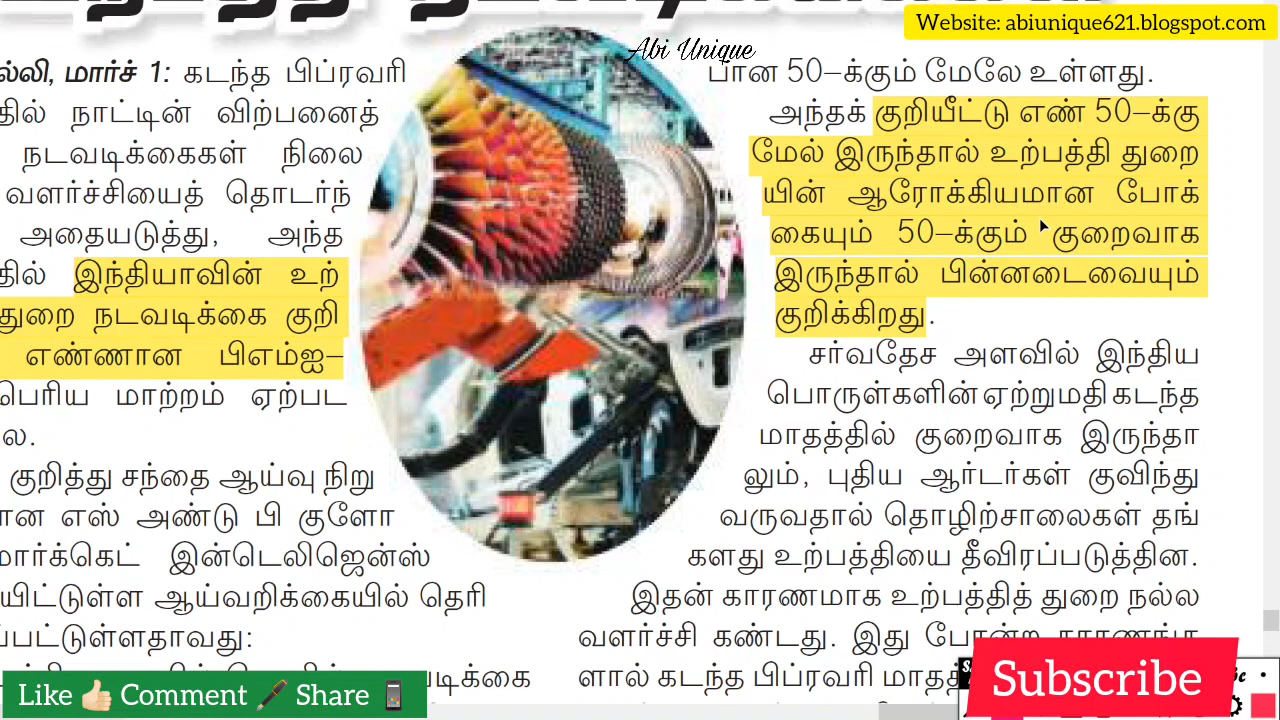 Website: abiunique621.blogspot.com
Abi Unique
ல்லி, மார்ச் 1: கடந்த பிப்ரவரி
தில் நாட்டின் விற்பனைத்
நடவடிக்கைகள் நிலை
வளர்ச்சியைத் தொடர்ந்
அதையடுத்து, அந்த
தில் இந்தியாவின் உற்
துறை நடவடிக்கை குறி
எண்ணான பிஎம்ஐ–
பெரிய மாற்றம் ஏற்பட
லை.
குறித்து சந்தை ஆய்வு நிறு
ான எஸ் அண்டு பி குளோ
மார்க்கெட் இன்டெலிஜென்ஸ்
யிட்டுள்ள ஆய்வறிக்கையில் தெரி
ப்பட்டுள்ளதாவது:
டிக்கை
பான 50–க்கும் மேலே உள்ளது.
அந்தக் குறியீட்டு எண் 50–க்கு
மேல் இருந்தால் உற்பத்தி துறை
யின் ஆரோக்கியமான போக்
கையும் 50–க்கும் குறைவாக
இருந்தால் பின்னடைவையும்
குறிக்கிறது.
சர்வதேச அளவில் இந்திய
பொருள்களின் ஏற்றுமதி கடந்த
மாதத்தில் குறைவாக இருந்தா
லும், புதிய ஆர்டர்கள் குவிந்து
வருவதால் தொழிற்சாலைகள் தங்
களது உற்பத்தியை தீவிரப்படுத்தின.
இதன் காரணமாக உற்பத்தித் துறை நல்ல
வளர்ச்சி கண்டது. இது போன்ற
ளால் கடந்த பிப்ரவரி மாதத்
Like Comment Share
Subscribe